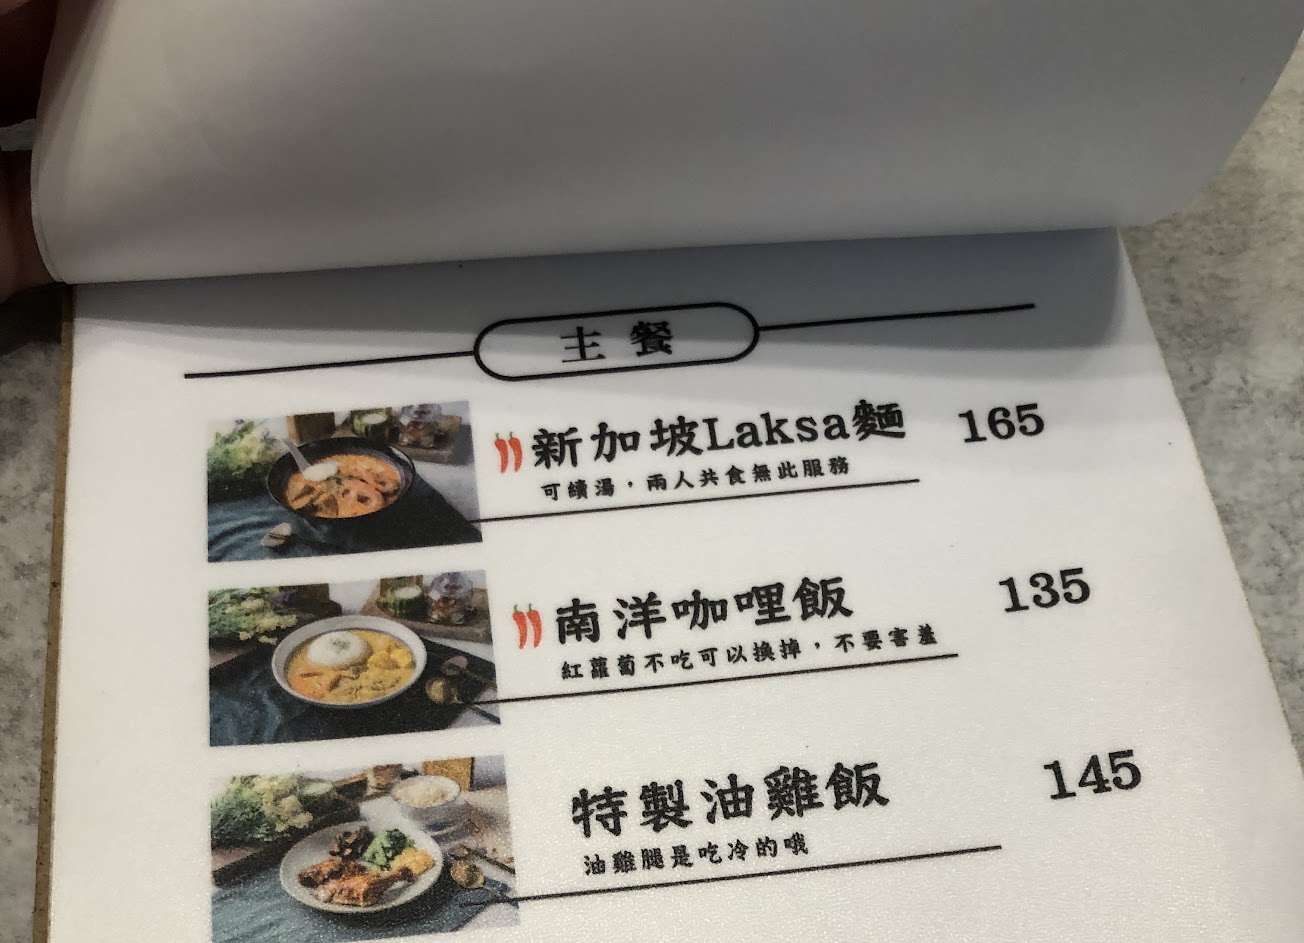 主餐
新加坡Laksa麵 165
可續湯，兩人共食無此服務
南洋咖哩飯 135
紅蘿蔔不吃可以換掉，不要害羞
特製油雞飯 145
油雞腿是吃冷的哦